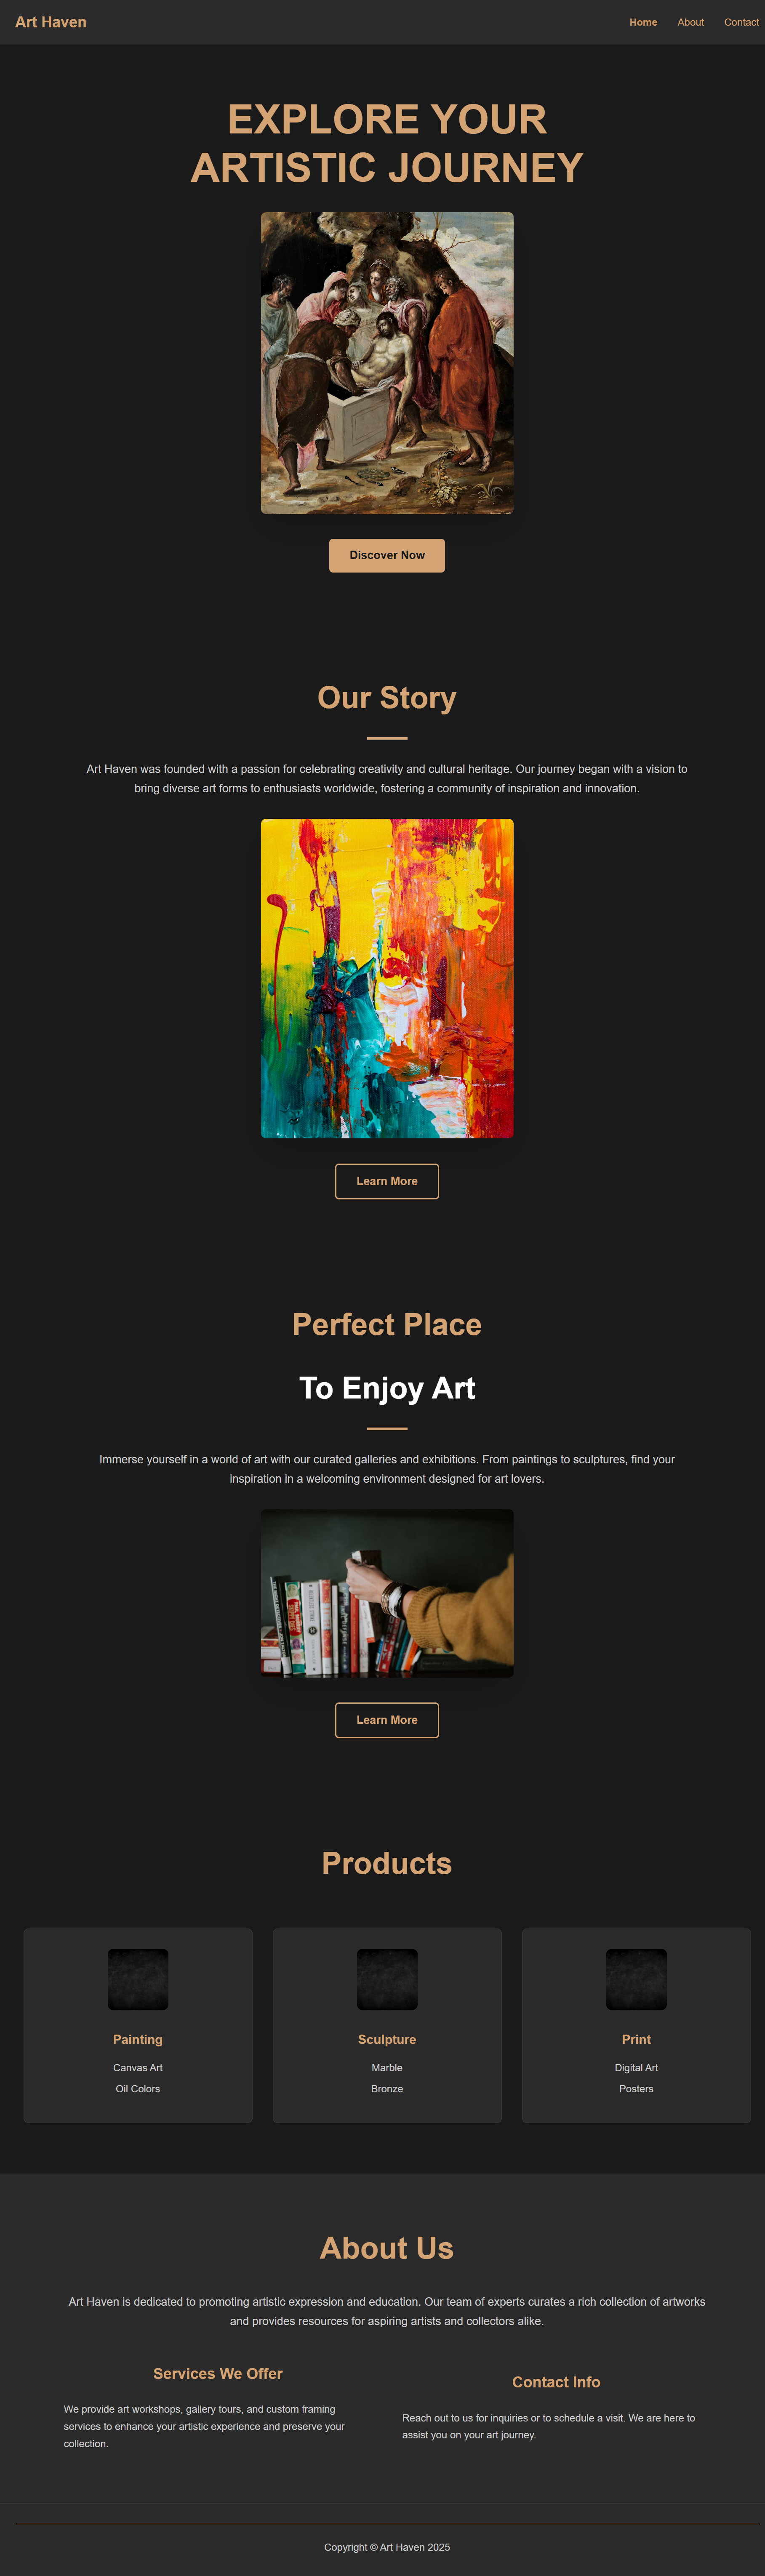 Art Haven
Home
About
Contact
EXPLORE YOUR
ARTISTIC JOURNEY
Discover Now
Our Story
Art Haven was founded with a passion for celebrating creativity and cultural heritage. Our journey began with a vision to
bring diverse art forms to enthusiasts worldwide, fostering a community of inspiration and innovation.
Learn More
Perfect Place
To Enjoy Art
Immerse yourself in a world of art with our curated galleries and exhibitions. From paintings to sculptures, find your
inspiration in a welcoming environment designed for art lovers.
Learn More
Products
Painting
Canvas Art
Oil Colors
Sculpture
Marble
Bronze
Print
Digital Art
Posters
About Us
Art Haven is dedicated to promoting artistic expression and education. Our team of experts curates a rich collection of artworks
and provides resources for aspiring artists and collectors alike.
Services We Offer
We provide art workshops, gallery tours, and custom framing
services to enhance your artistic experience and preserve your
collection.
Contact Info
Reach out to us for inquiries or to schedule a visit. We are here to
assist you on your art journey.
Copyright © Art Haven 2025